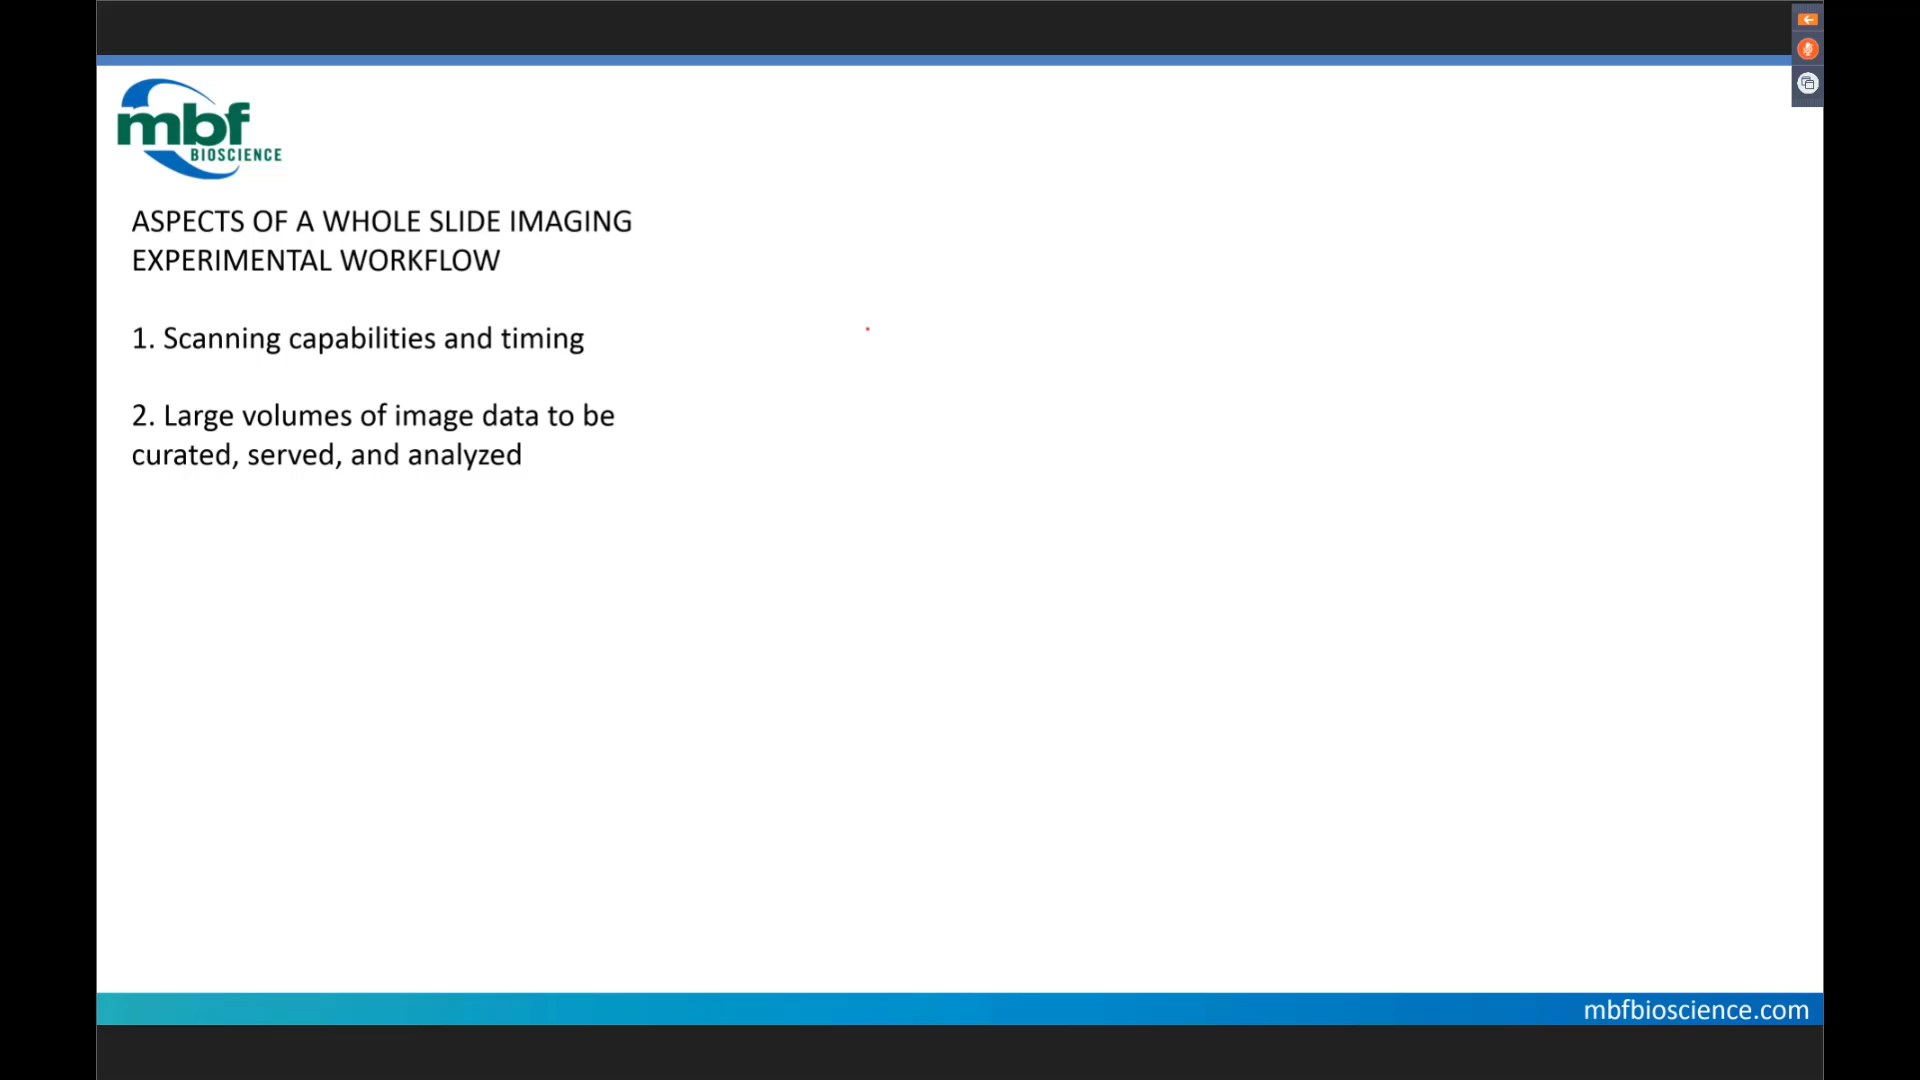 mbf
BIOSCIENCE
ASPECTS OF A WHOLE SLIDE IMAGING
EXPERIMENTAL WORKFLOW
1. Scanning capabilities and timing
2. Large volumes of image data to be
curated, served, and analyzed
mbfbioscience.com